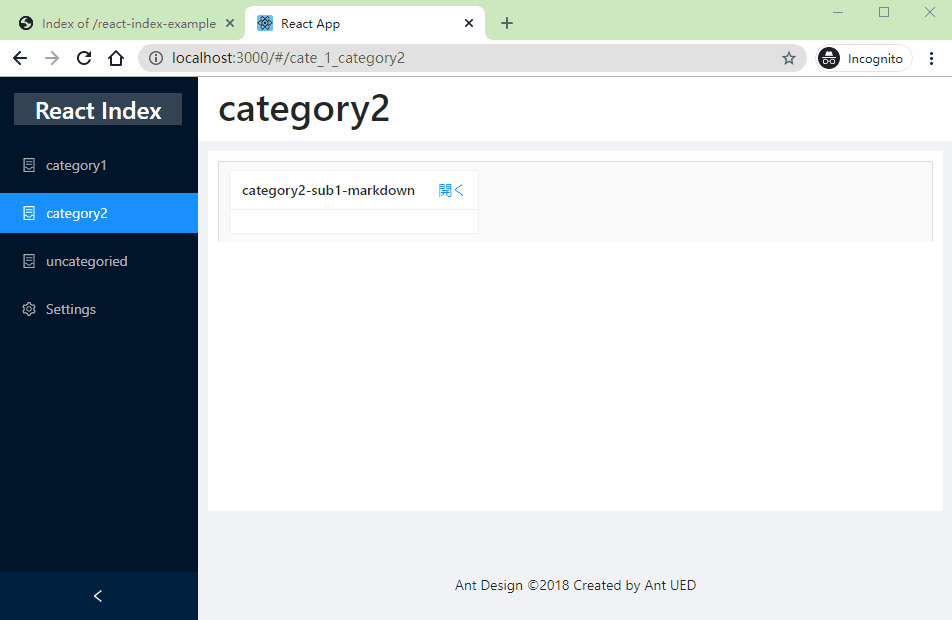 Index of /react-index-example
React App
localhost:3000/#/cate_1_category2
Incognito
React Index
category1
category2
uncategoried
Settings
category2
category2-sub1-markdown 開く
Ant Design ©2018 Created by Ant UED